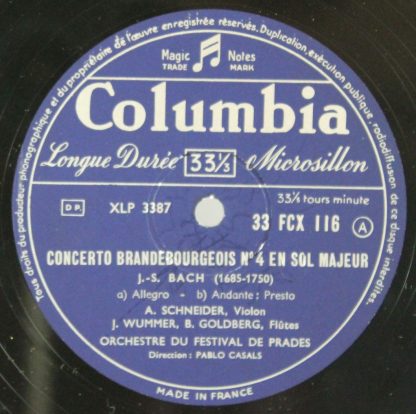 Tous droits du producteur phonographique et du propriétaire de l'œuvre enregistrée réservés. Duplication, exécution publique, radiodiffusion de ce disque interdites.
Magic Notes
TRADE MARK
Columbia
Longue Durée 33⅓ Microsillon
33⅓ tours minute
D.P. XLP 3387 33 FCX 116 A
CONCERTO BRANDEBOURGEOIS Nº 4 EN SOL MAJEUR
J.-S. BACH (1685-1750)
a) Allegro - b) Andante : Presto
A. SCHNEIDER, Violon
J. WUMMER, B. GOLDBERG, Flûtes
ORCHESTRE DU FESTIVAL DE PRADES
Direction : PABLO CASALS
MADE IN FRANCE